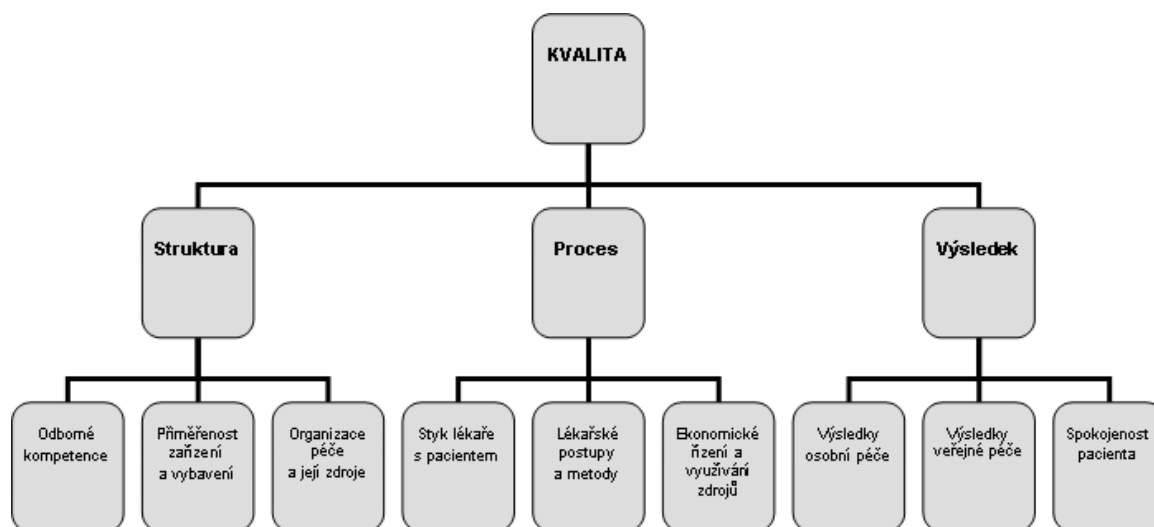 KVALITA
Struktura
Proces
Výsledek
Odborné
kompetence
Přiměřenost
zařízení
a vybavení
Organizace
péče
a její zdroje
Styk lékaře
s pacientem
Lékařské
postupy
a metody
Ekonomické
řízení a
využívání
zdrojů
Výsledky
osobní péče
Výsledky
veřejné péče
Spokojenost
pacienta